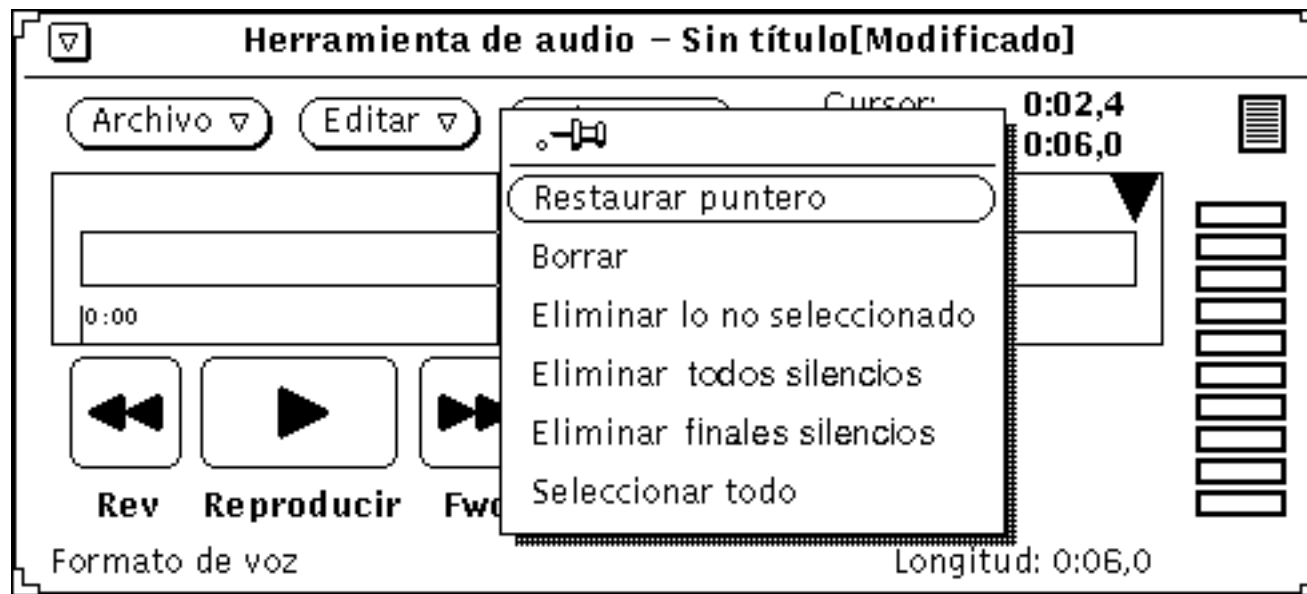 Herramienta de audio – Sin título[Modificado]
Archivo Editar
Cursor: 0:02,4
0:06,0
Restaurar puntero
Borrar
Eliminar lo no seleccionado
0:00
Eliminar todos silencios
Eliminar finales silencios
Seleccionar todo
Rev Reproducir
Formato de voz
Longitud: 0:06,0